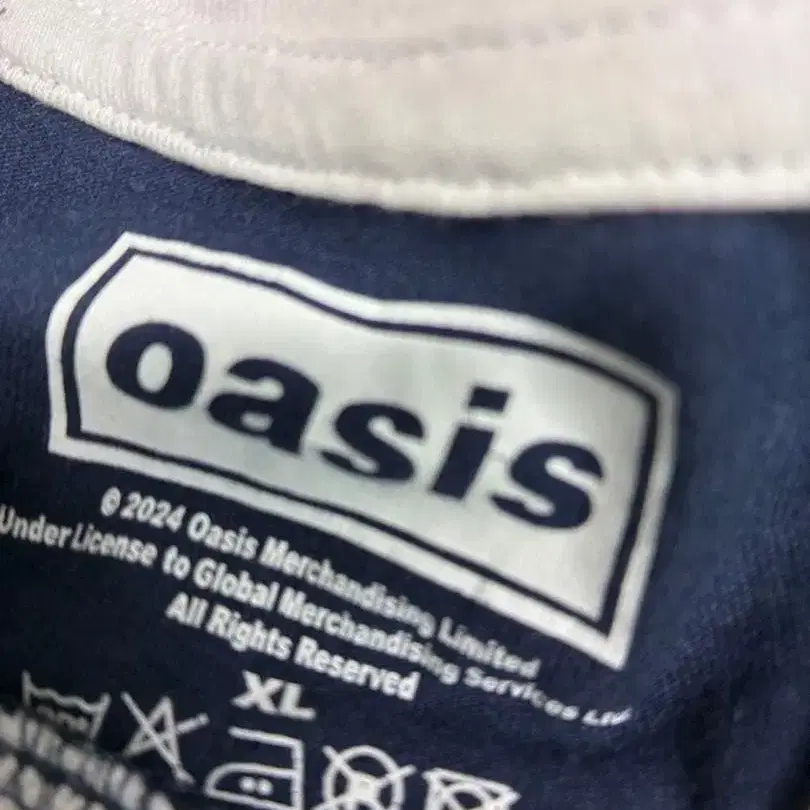 oasis
© 2024 Oasis Merchandising Limited
Under License to Global Merchandising Services Ltd.
All Rights Reserved
XL